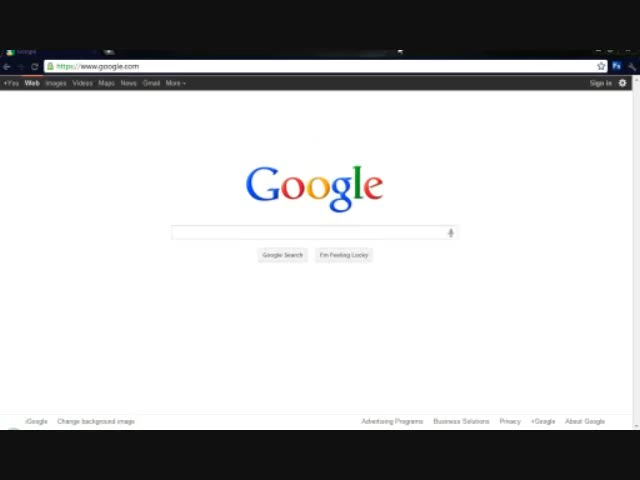 Google
https://www.google.com
+You Web Images Videos Maps News Gmail More Sign in
Google
Google Search I'm Feeling Lucky
iGoogle Change background image Advertising Programs Business Solutions Privacy +Google About Google